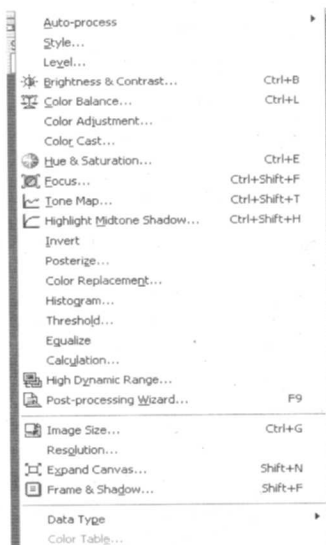 Auto-process
Style...
Level...
Brightness & Contrast... Ctrl+B
Color Balance... Ctrl+L
Color Adjustment...
Color Cast...
Hue & Saturation... Ctrl+E
Focus... Ctrl+Shift+F
Tone Map... Ctrl+Shift+T
Highlight Midtone Shadow... Ctrl+Shift+H
Invert
Posterize...
Color Replacement...
Histogram...
Threshold...
Equalize
Calculation...
High Dynamic Range...
Post-processing Wizard... F9
Image Size... Ctrl+G
Resolution...
Expand Canvas... Shift+N
Frame & Shadow... Shift+F
Data Type
Color Table...